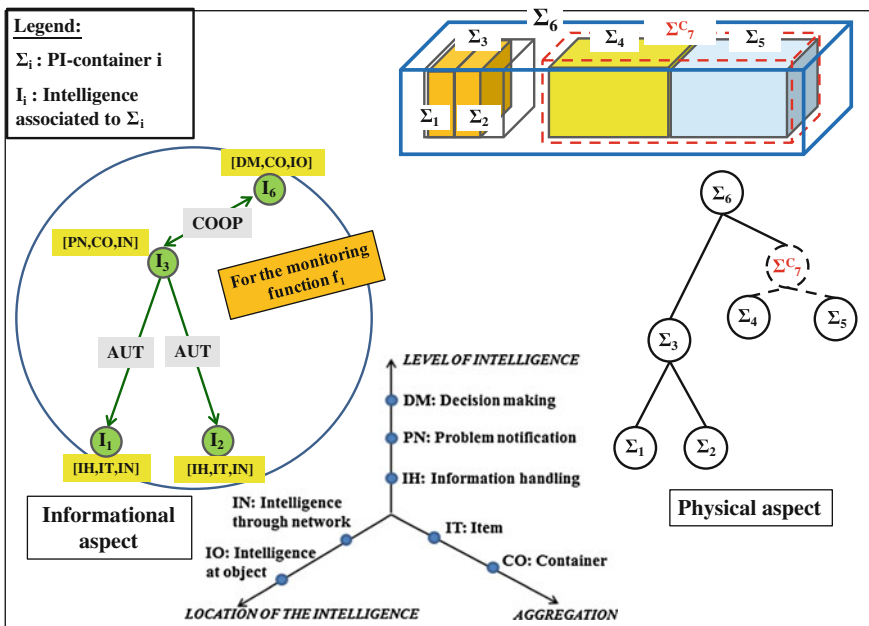 Legend:
Σi : PI-container i
Ii : Intelligence
associated to Σi
Σ6
Σ3
Σ4
ΣC7
Σ5
Σ1
Σ2
[DM,CO,IO]
I6
COOP
[PN,CO,IN]
I3
For the monitoring
function f1
AUT
AUT
I1
I2
[IH,IT,IN]
[IH,IT,IN]
Informational
aspect
Σ6
ΣC7
Σ4
Σ5
Σ3
Σ1
Σ2
Physical aspect
LEVEL OF INTELLIGENCE
DM: Decision making
PN: Problem notification
IH: Information handling
IN: Intelligence
through network
IT: Item
IO: Intelligence
at object
CO: Container
LOCATION OF THE INTELLIGENCE
AGGREGATION